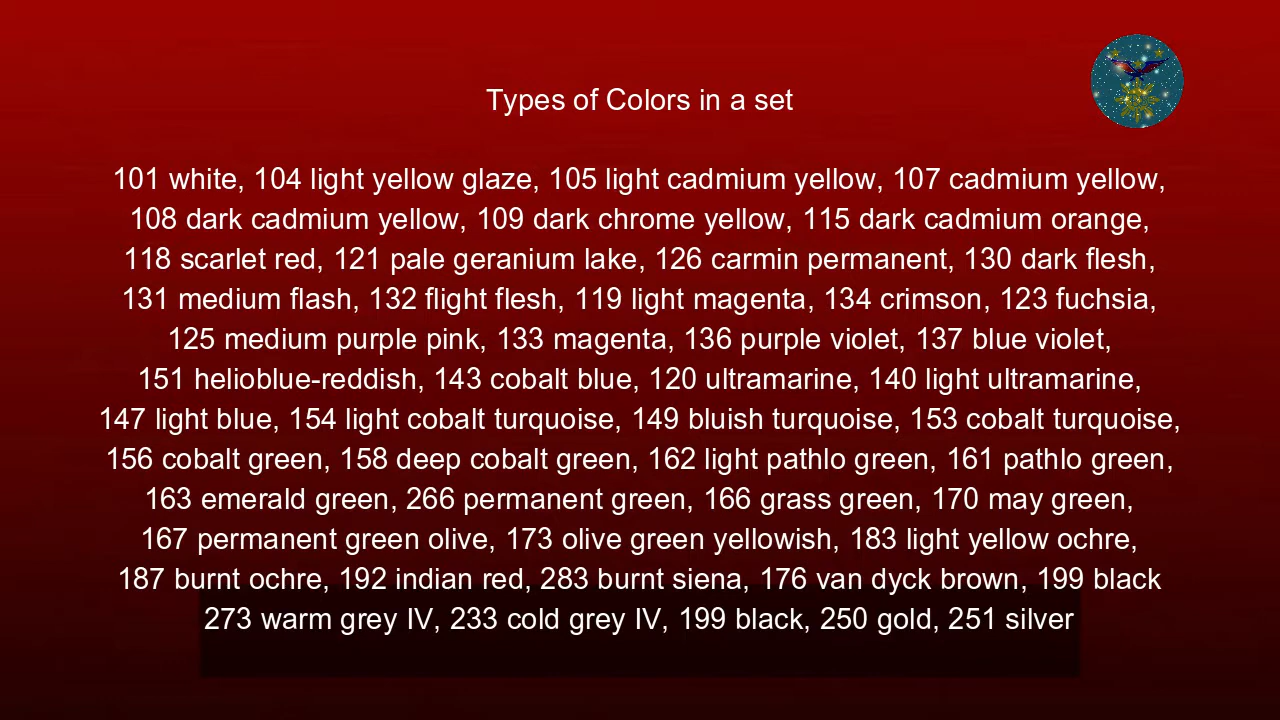 Types of Colors in a set
101 white, 104 light yellow glaze, 105 light cadmium yellow, 107 cadmium yellow,
108 dark cadmium yellow, 109 dark chrome yellow, 115 dark cadmium orange,
118 scarlet red, 121 pale geranium lake, 126 carmin permanent, 130 dark flesh,
131 medium flash, 132 flight flesh, 119 light magenta, 134 crimson, 123 fuchsia,
125 medium purple pink, 133 magenta, 136 purple violet, 137 blue violet,
151 helioblue-reddish, 143 cobalt blue, 120 ultramarine, 140 light ultramarine,
147 light blue, 154 light cobalt turquoise, 149 bluish turquoise, 153 cobalt turquoise,
156 cobalt green, 158 deep cobalt green, 162 light pathlo green, 161 pathlo green,
163 emerald green, 266 permanent green, 166 grass green, 170 may green,
167 permanent green olive, 173 olive green yellowish, 183 light yellow ochre,
187 burnt ochre, 192 indian red, 283 burnt siena, 176 van dyck brown, 199 black
273 warm grey IV, 233 cold grey IV, 199 black, 250 gold, 251 silver